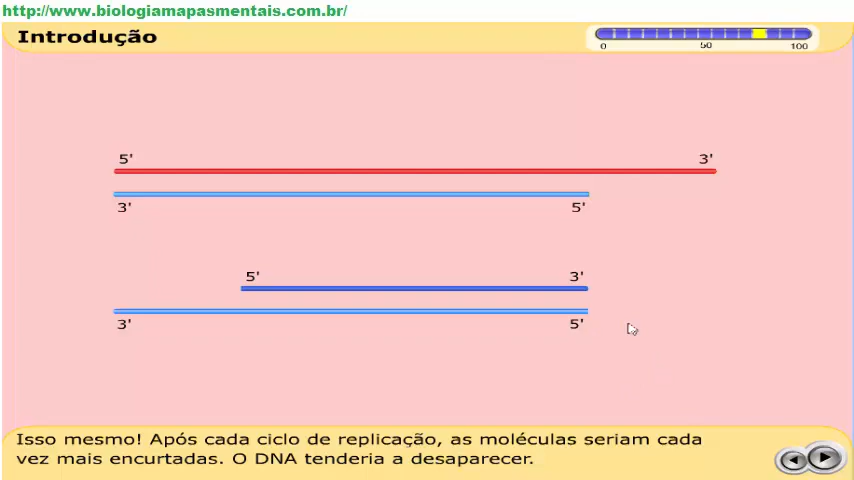 http://www.biologiamapasmentais.com.br/
Introdução
0 50 100
5' 3'
3' 5'
5' 3'
3' 5'
Isso mesmo! Após cada ciclo de replicação, as moléculas seriam cada
vez mais encurtadas. O DNA tenderia a desaparecer.